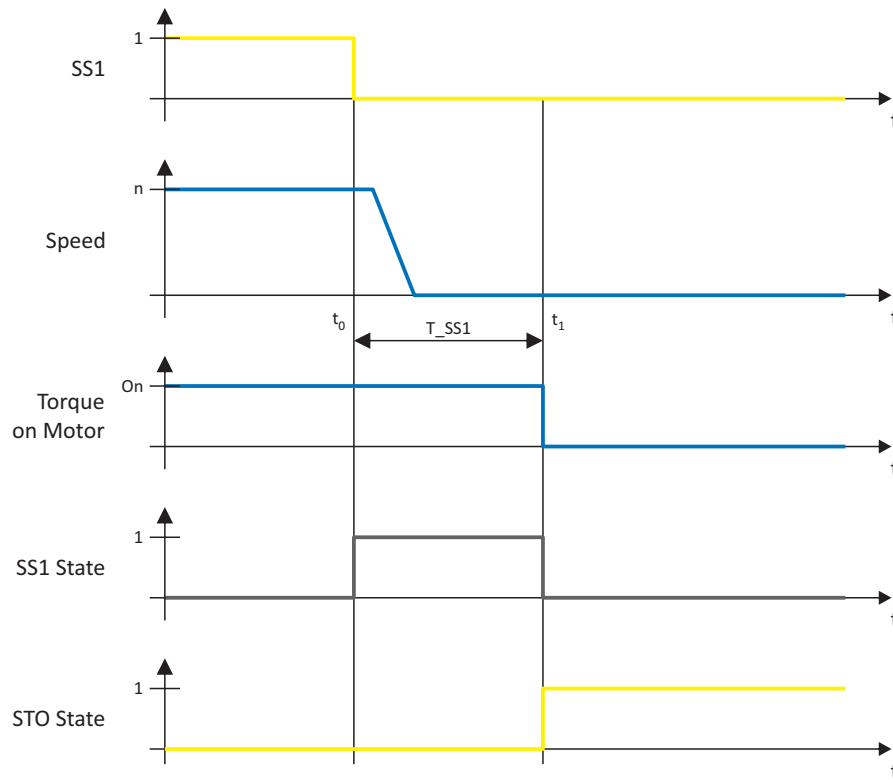 1
SS1
t
n
Speed
t
t0 T_SS1 t1
On
Torque
on Motor
t
1
SS1 State
t
1
STO State
t